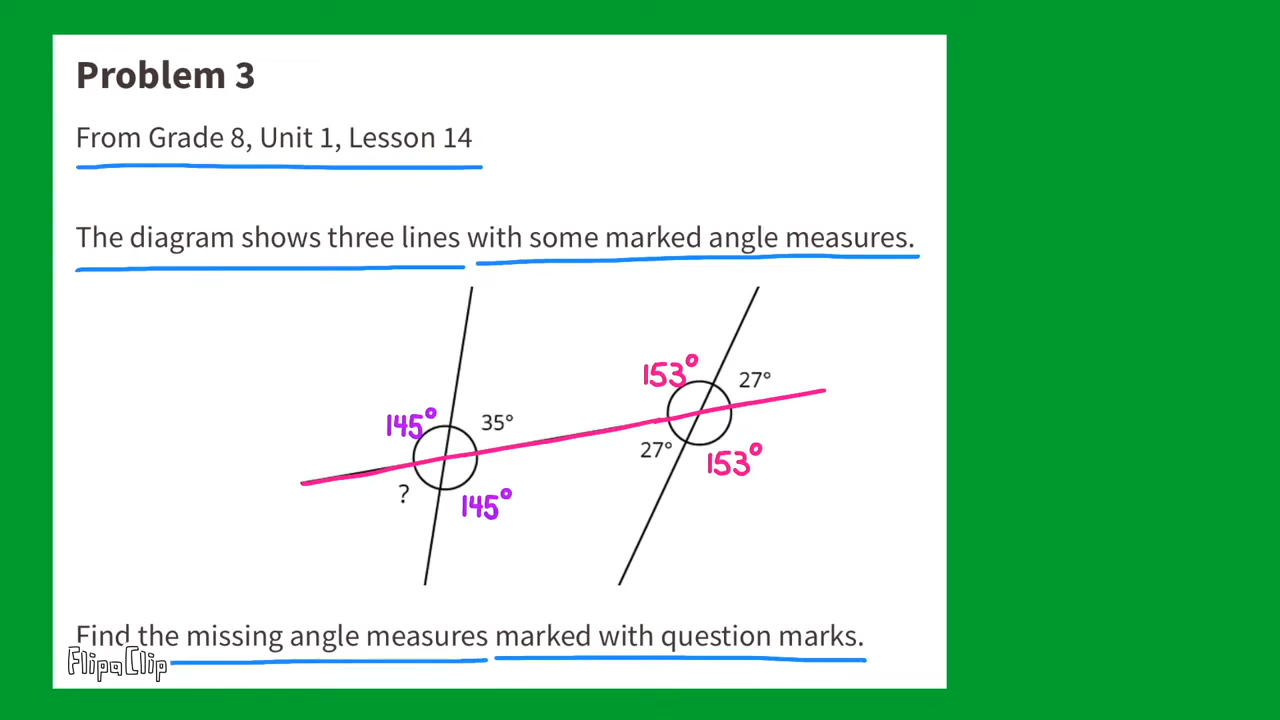 Problem 3
From Grade 8, Unit 1, Lesson 14
The diagram shows three lines with some marked angle measures.
153°
27°
145°
35°
27°
153°
?
145°
Find the missing angle measures marked with question marks.
FlipaClip